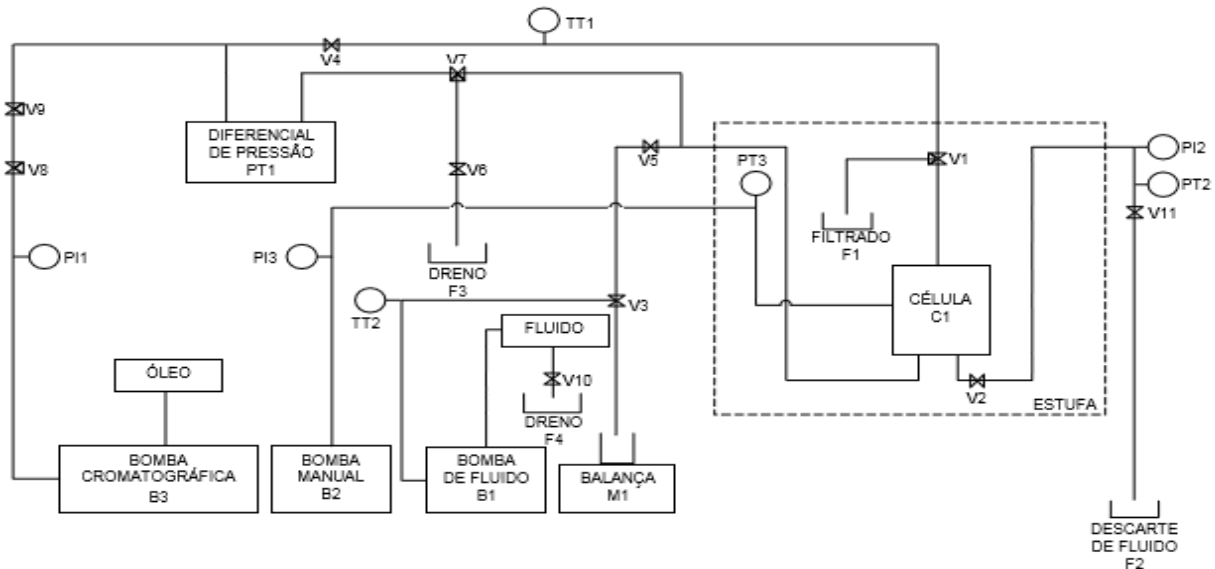 TT1
V4
V7
V9
DIFERENCIAL
DE PRESSÃO
PT1
V8
V6
V5
PT3
V1
PI2
PT2
V11
FILTRADO
F1
PI1
PI3
DRENO
F3
CÉLULA
C1
TT2
V3
FLUIDO
ÓLEO
V10
V2
DRENO
F4
ESTUFA
BOMBA
CROMATOGRÁFICA
B3
BOMBA
MANUAL
B2
BOMBA
DE FLUIDO
B1
BALANÇA
M1
DESCARTE
DE FLUIDO
F2